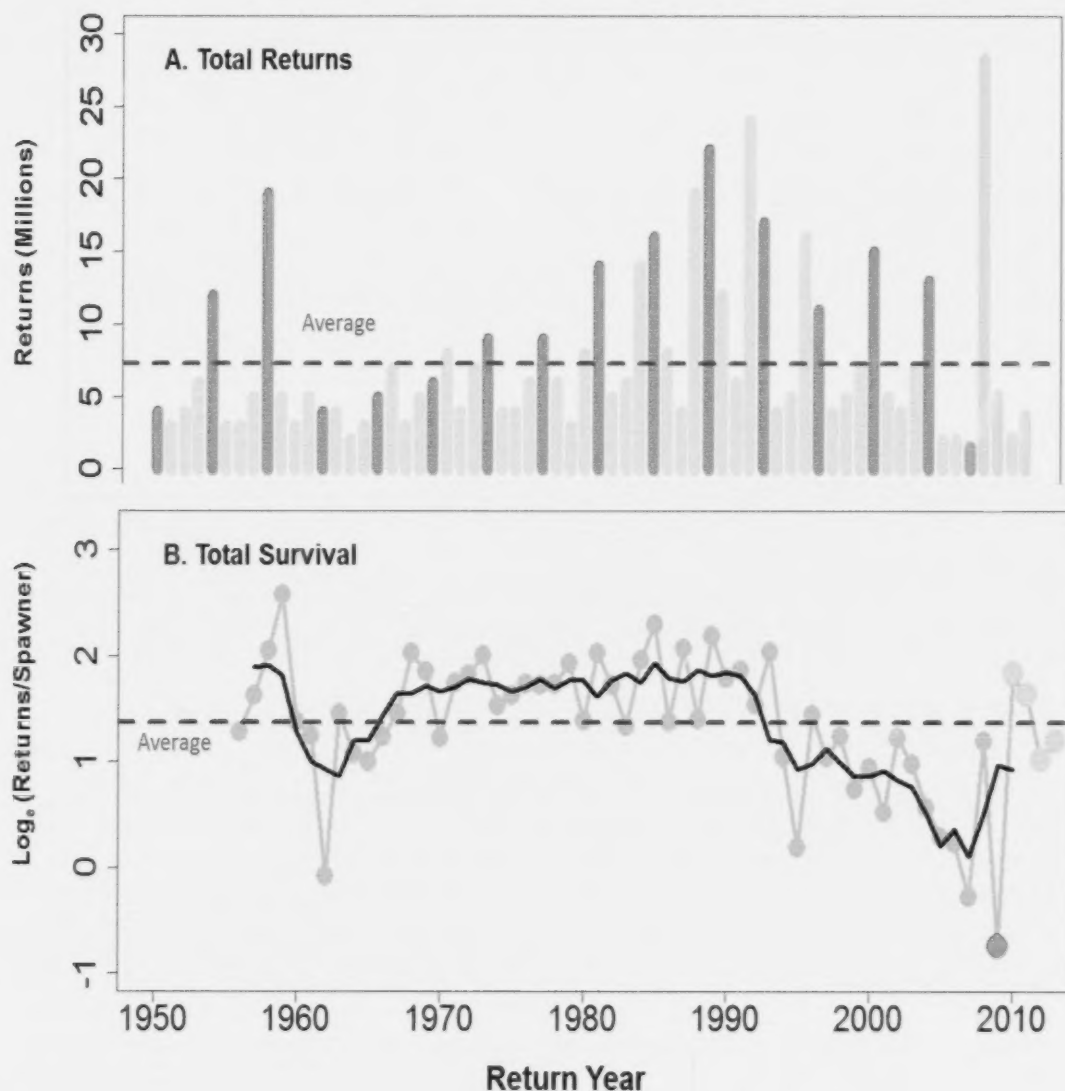 A. Total Returns
Returns (Millions)
30
25
20
15
10
5
0
Average
B. Total Survival
Logₑ (Returns/Spawner)
3
2
1
0
-1
Average
1950 1960 1970 1980 1990 2000 2010
Return Year